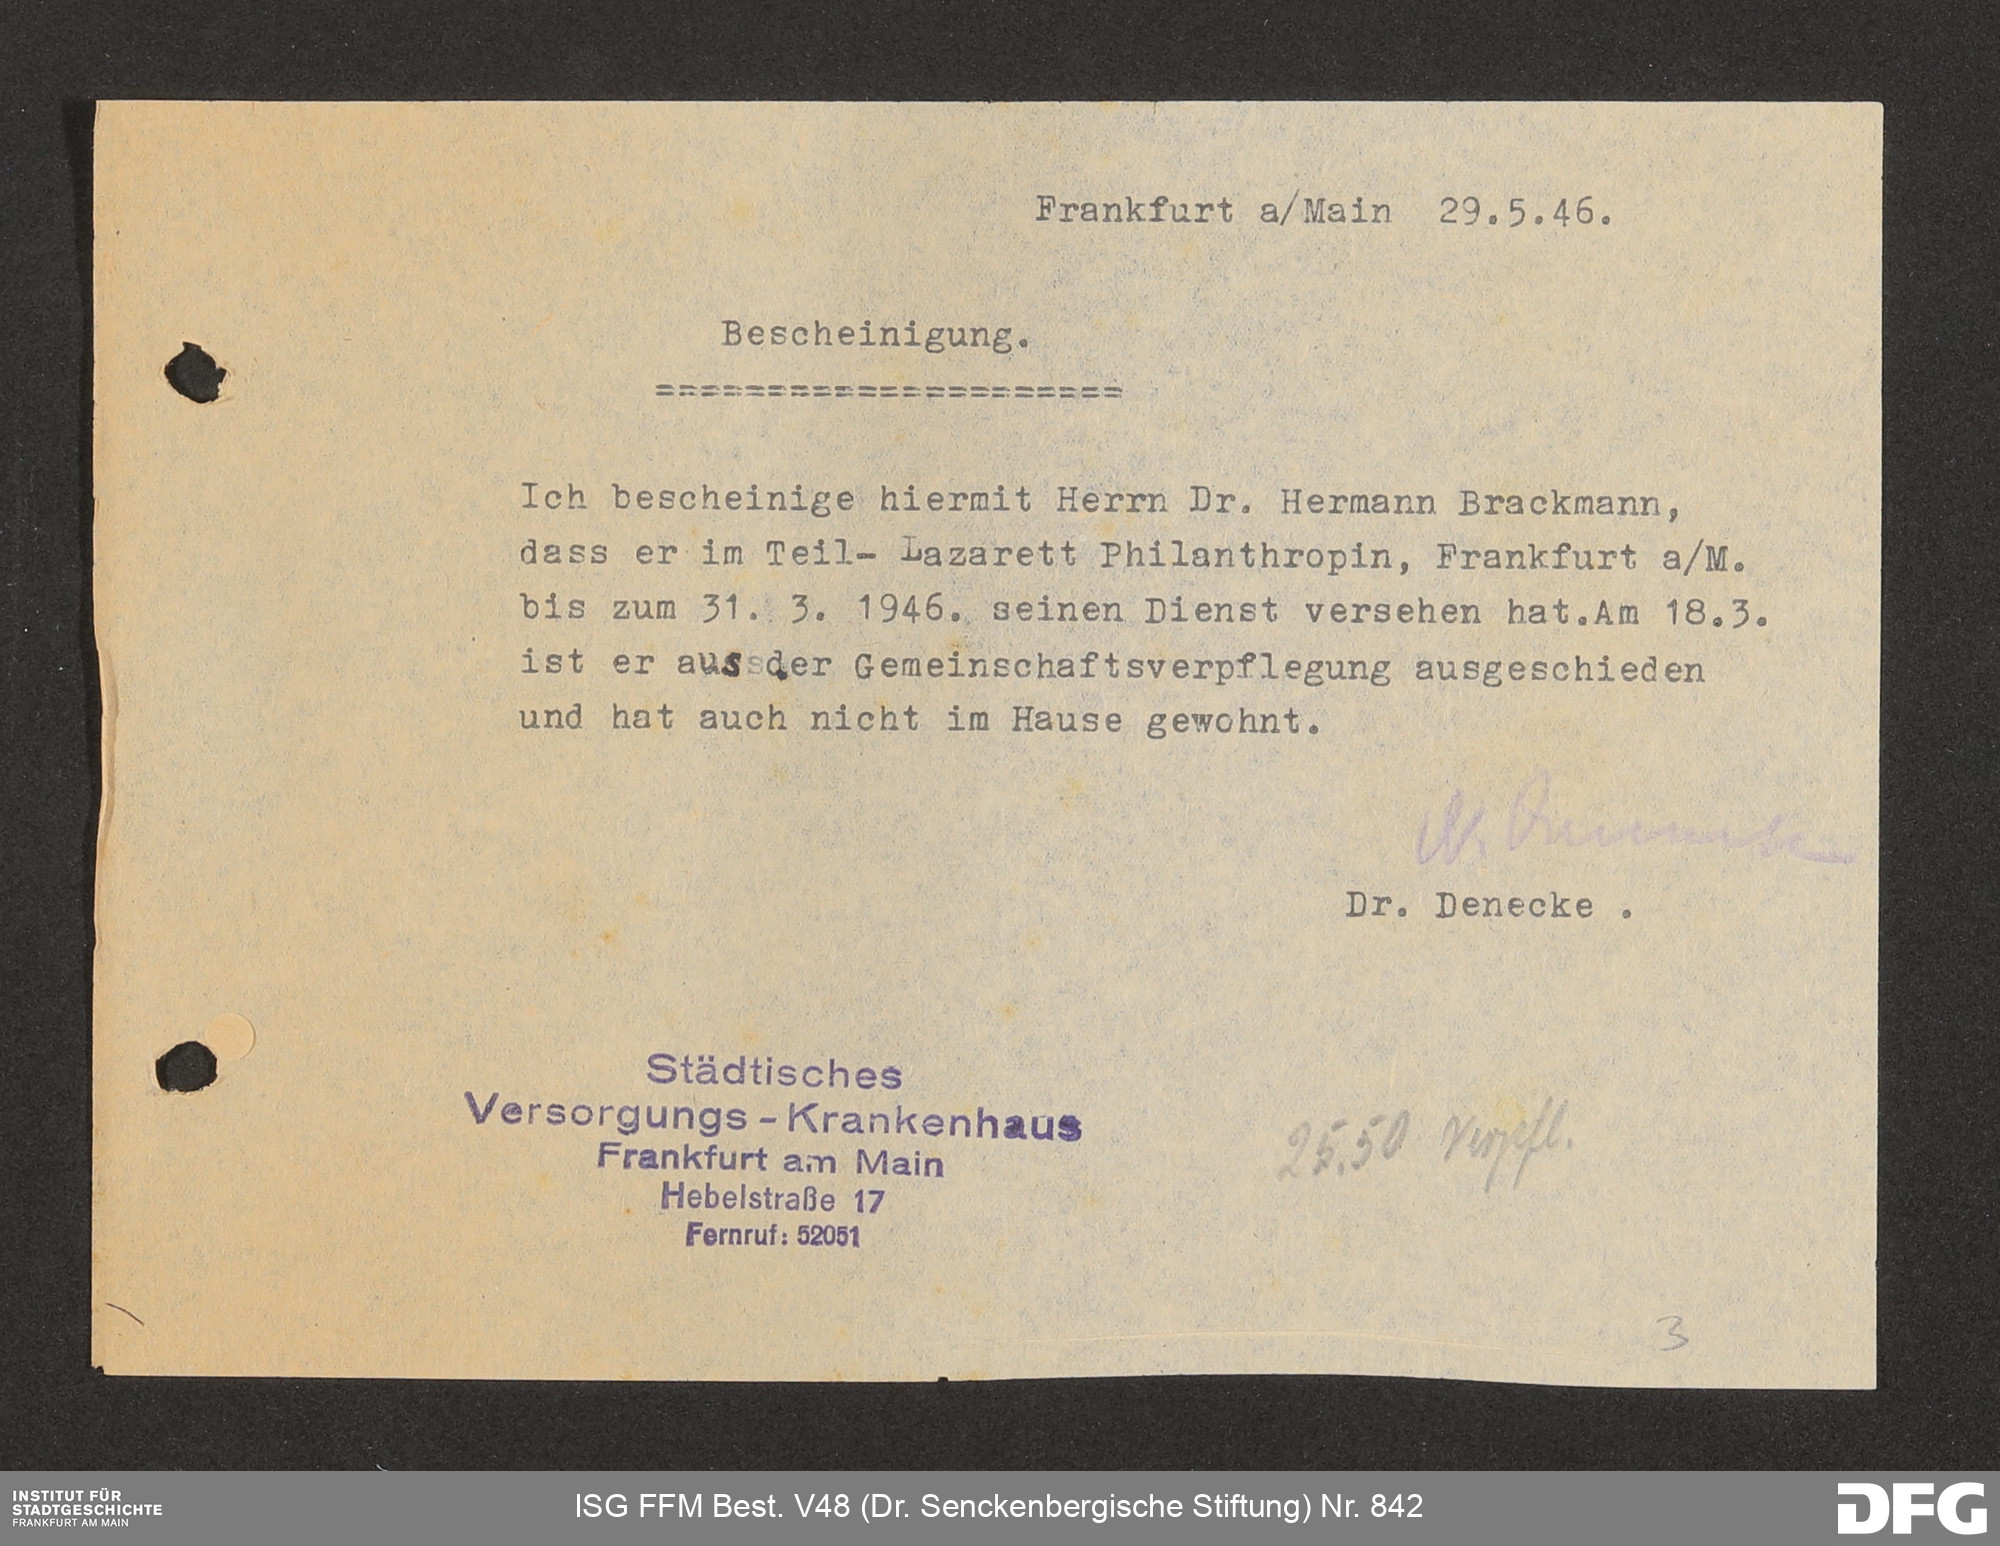 Frankfurt a/Main 29.5.46.
Bescheinigung.
=====================
Ich bescheinige hiermit Herrn Dr. Hermann Brackmann,
dass er im Teil- Lazarett Philanthropin, Frankfurt a/M.
bis zum 31. 3. 1946. seinen Dienst versehen hat.Am 18.3.
ist er aus der Gemeinschaftsverpflegung ausgeschieden
und hat auch nicht im Hause gewohnt.
Dr. Denecke .
Städtisches
Versorgungs-Krankenhaus
Frankfurt am Main
Hebelstraße 17
Fernruf: 52051
25.50 Verpfl.
3
INSTITUT FÜR
STADTGESCHICHTE
FRANKFURT AM MAIN
ISG FFM Best. V48 (Dr. Senckenbergische Stiftung) Nr. 842
DFG